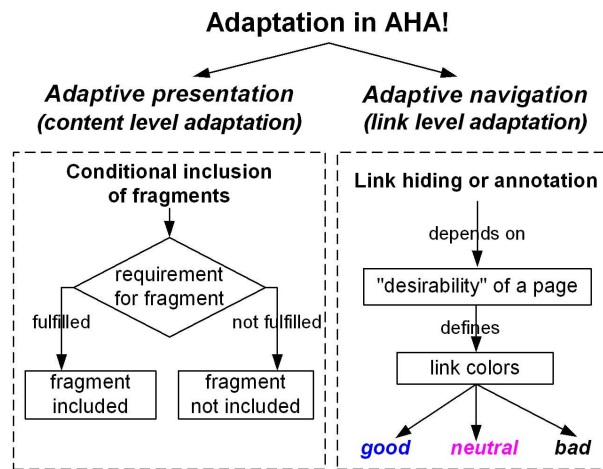 Adaptation in AHA!
Adaptive presentation
(content level adaptation)
Adaptive navigation
(link level adaptation)
Conditional inclusion
of fragments
requirement
for fragment
fulfilled
not fulfilled
fragment
included
fragment
not included
Link hiding or annotation
depends on
"desirability" of a page
defines
link colors
good
neutral
bad